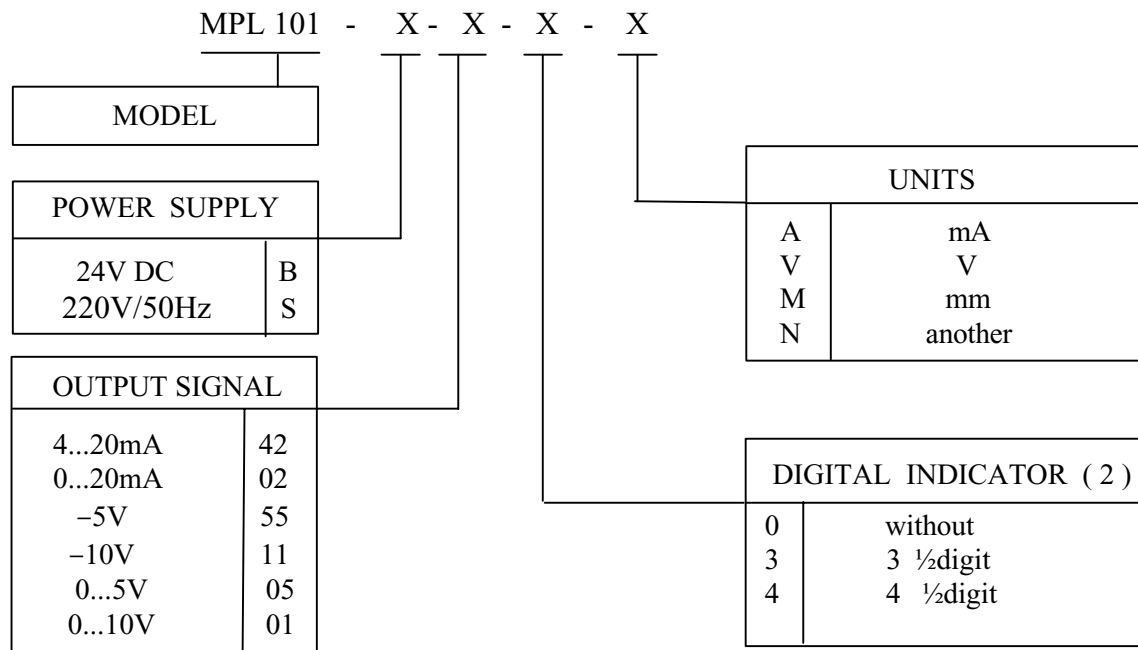 MPL 101 - X - X - X - X
MODEL
POWER SUPPLY
24V DC B
220V/50Hz S
OUTPUT SIGNAL
4...20mA 42
0...20mA 02
–5V 55
–10V 11
0...5V 05
0...10V 01
UNITS
A mA
V V
M mm
N another
DIGITAL INDICATOR ( 2 )
0 without
3 3 ½digit
4 4 ½digit